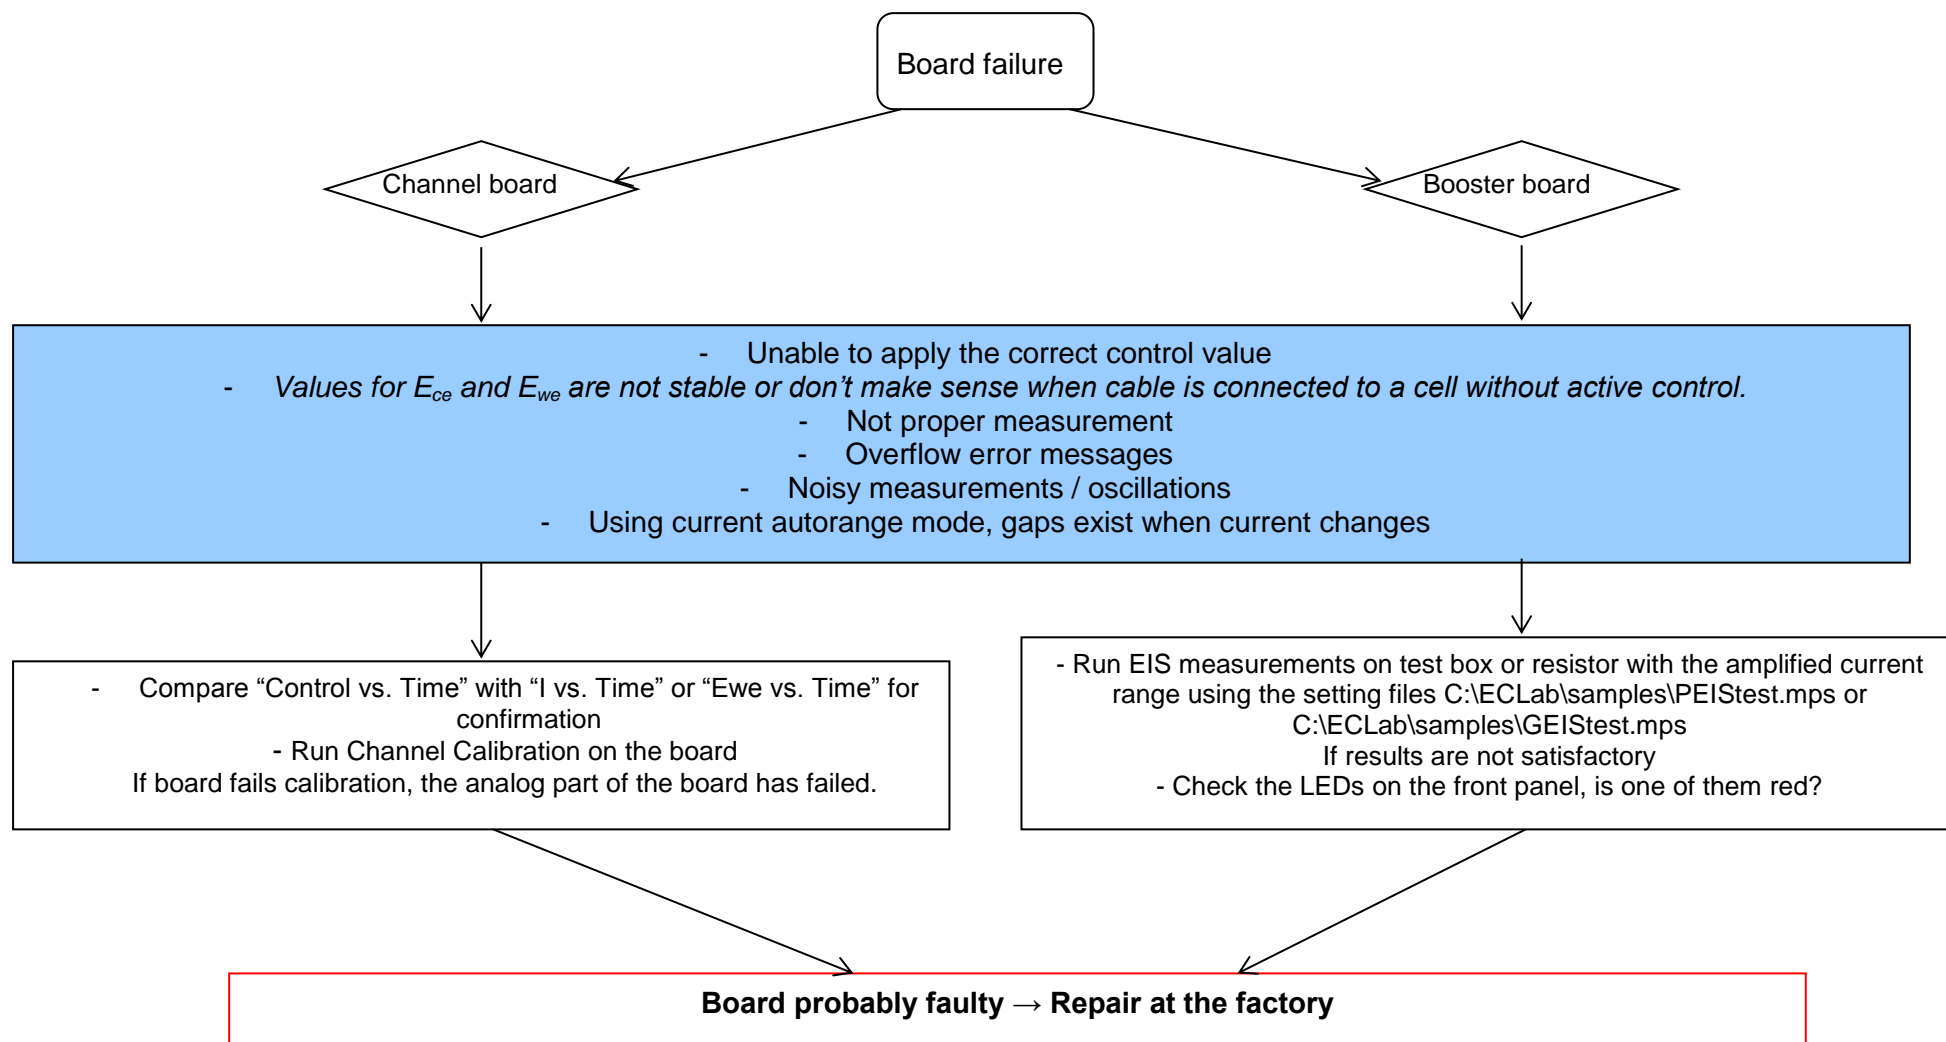 Board failure
Channel board
Booster board
- Unable to apply the correct control value
- Values for Ece and Ewe are not stable or don’t make sense when cable is connected to a cell without active control.
- Not proper measurement
- Overflow error messages
- Noisy measurements / oscillations
- Using current autorange mode, gaps exist when current changes
- Compare “Control vs. Time” with “I vs. Time” or “Ewe vs. Time” for
confirmation
- Run Channel Calibration on the board
If board fails calibration, the analog part of the board has failed.
- Run EIS measurements on test box or resistor with the amplified current
range using the setting files C:\ECLab\samples\PEIStest.mps or
C:\ECLab\samples\GEIStest.mps
If results are not satisfactory
- Check the LEDs on the front panel, is one of them red?
Board probably faulty → Repair at the factory